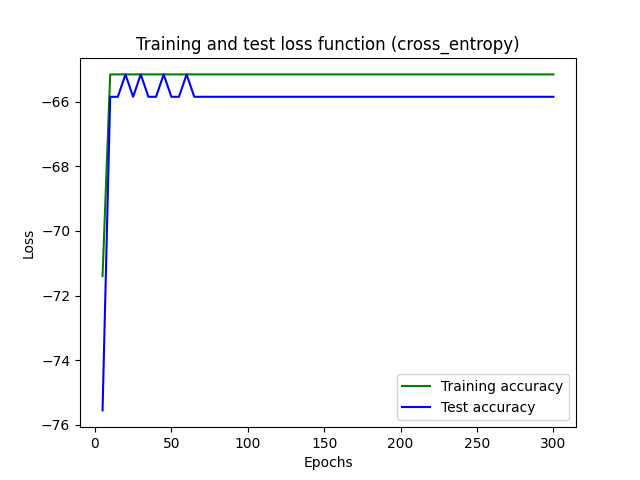 Training and test loss function (cross_entropy)
−66
−68
−70
−72
−74
−76
Loss
0
50
100
150
200
250
300
Epochs
Training accuracy
Test accuracy